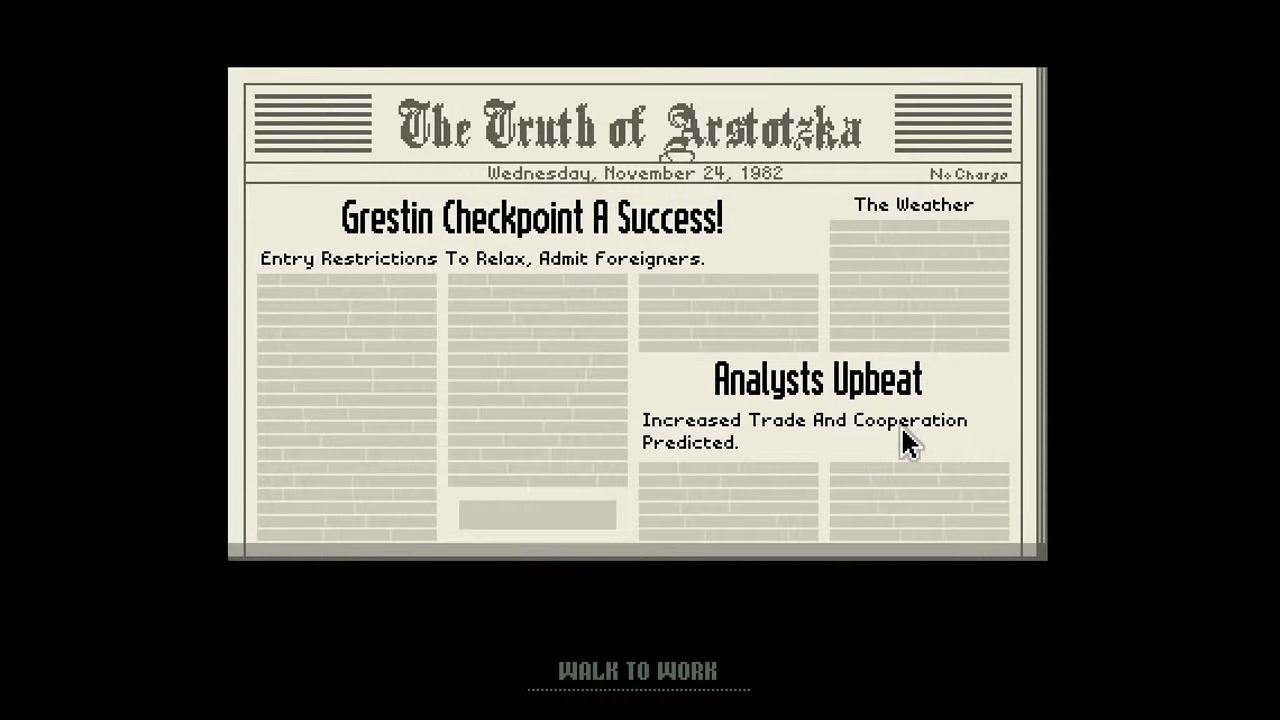 The Truth of Arstotzka
Wednesday, November 24, 1982
No Charge
Grestin Checkpoint A Success!
Entry Restrictions To Relax, Admit Foreigners.
The Weather
Analysts Upbeat
Increased Trade And Cooperation
Predicted.
WALK TO WORK